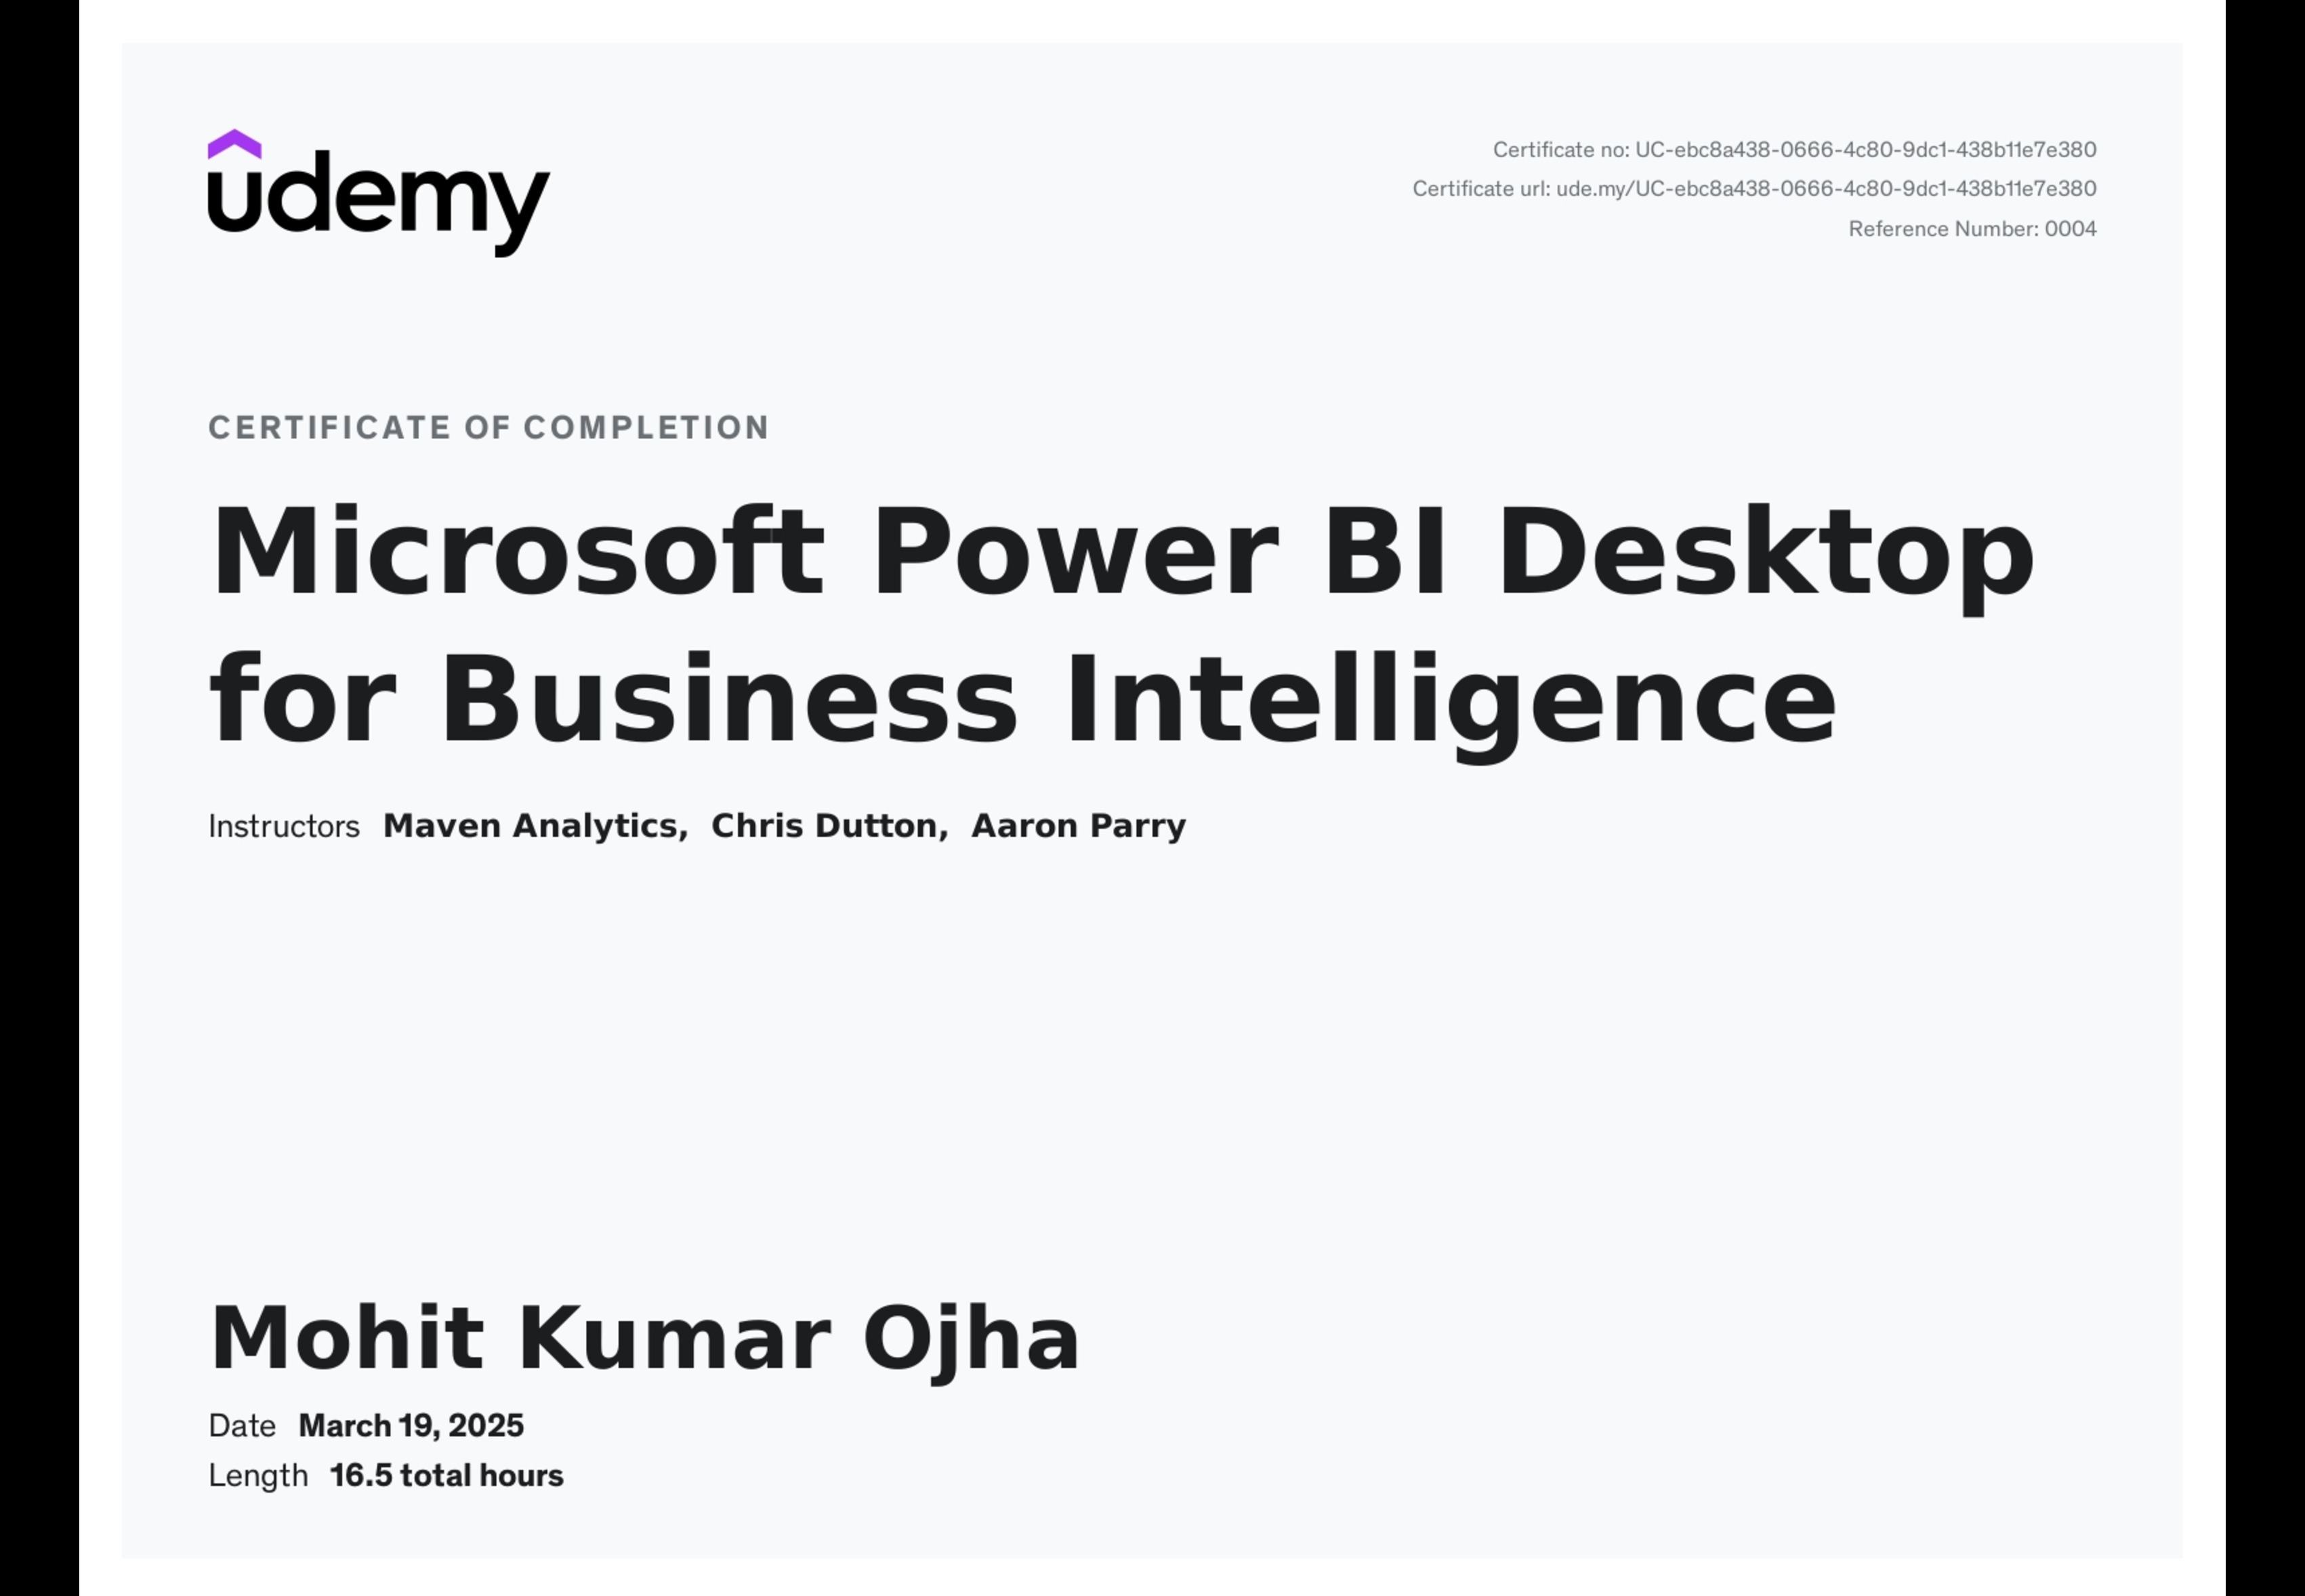 udemy
Certificate no: UC-ebc8a438-0666-4c80-9dc1-438b11e7e380
Certificate url: ude.my/UC-ebc8a438-0666-4c80-9dc1-438b11e7e380
Reference Number: 0004
CERTIFICATE OF COMPLETION
Microsoft Power BI Desktop
for Business Intelligence
Instructors Maven Analytics, Chris Dutton, Aaron Parry
Mohit Kumar Ojha
Date March 19, 2025
Length 16.5 total hours